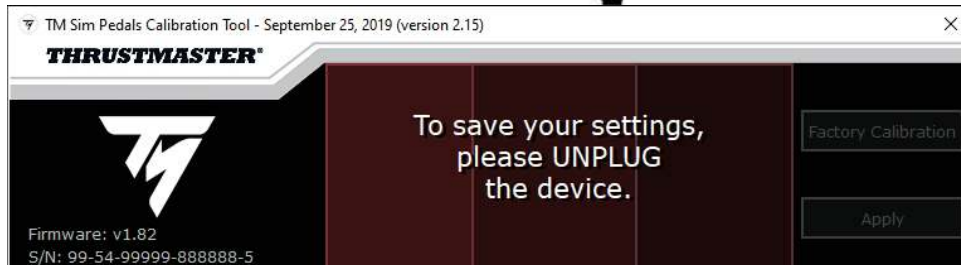 TM Sim Pedals Calibration Tool - September 25, 2019 (version 2.15)
THRUSTMASTER®
To save your settings,
please UNPLUG
the device.
Factory Calibration
Apply
Firmware: v1.82
S/N: 99-54-99999-888888-5